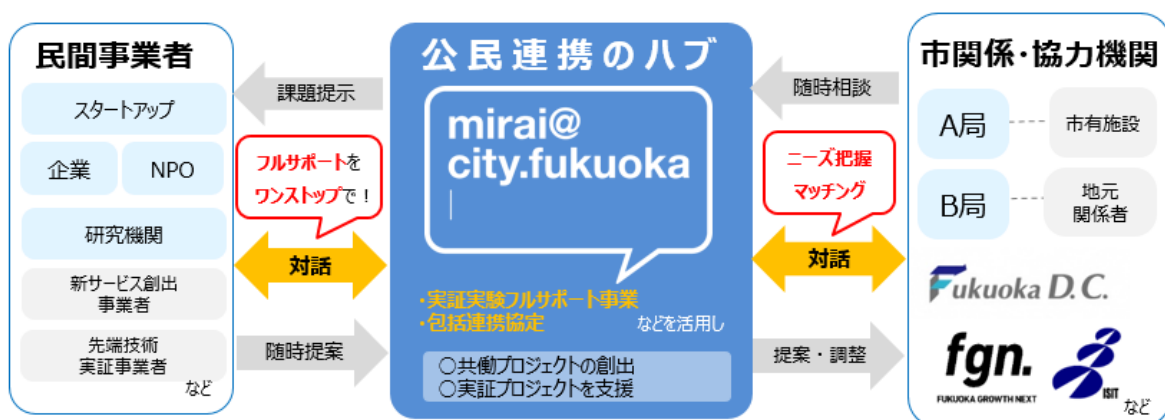 民間事業者
スタートアップ
企業
NPO
研究機関
新サービス創出
事業者
先端技術
実証事業者
など
課題提示
フルサポートを
ワンストップで!
対話
随時提案
公民連携のハブ
mirai@
city.fukuoka
・実証実験フルサポート事業
・包括連携協定
などを活用し
○共働プロジェクトの創出
○実証プロジェクトを支援
随時相談
ニーズ把握
マッチング
対話
提案・調整
市関係・協力機関
A局
市有施設
B局
地元
関係者
Fukuoka D.C.
fgn.
FUKUOKA GROWTH NEXT
ISIT
など